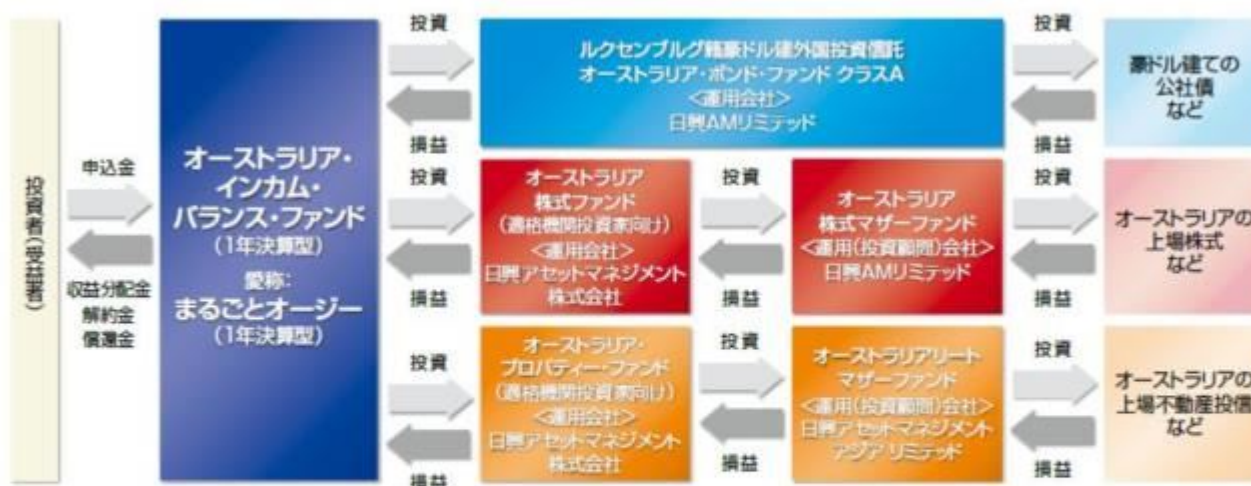 投資者(受益者)
申込金
収益分配金
解約金
償還金
オーストラリア・
インカム・
バランス・ファンド
(1年決算型)
愛称:
まるごとオージー
(1年決算型)
投資
損益
ルクセンブルグ籍豪ドル建外国投資信託
オーストラリア・ボンド・ファンド クラスA
<運用会社>
日興AMリミテッド
投資
損益
豪ドル建ての
公社債
など
投資
損益
オーストラリア
株式ファンド
(適格機関投資家向け)
<運用会社>
日興アセットマネジメント
株式会社
投資
損益
オーストラリア
株式マザーファンド
<運用(投資顧問)会社>
日興AMリミテッド
投資
損益
オーストラリアの
上場株式
など
投資
損益
オーストラリア・
プロパティー・ファンド
(適格機関投資家向け)
<運用会社>
日興アセットマネジメント
株式会社
投資
損益
オーストラリアリート
マザーファンド
<運用(投資顧問)会社>
日興アセットマネジメント
アジア リミテッド
投資
損益
オーストラリアの
上場不動産投信
など